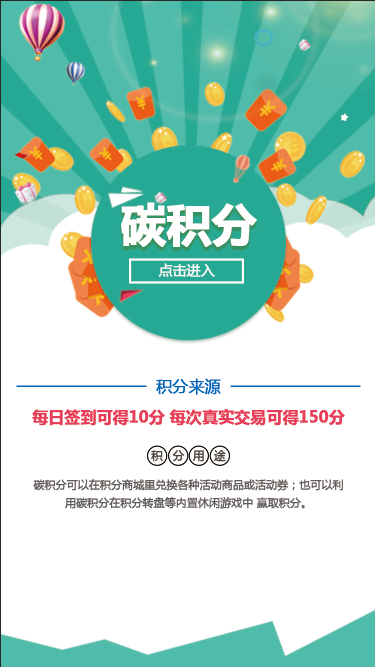 碳积分
点击进入
积分来源
每日签到可得10分 每次真实交易可得150分
积分用途
碳积分可以在积分商城里兑换各种活动商品或活动券；也可以利
用碳积分在积分转盘等内置休闲游戏中 赢取积分。